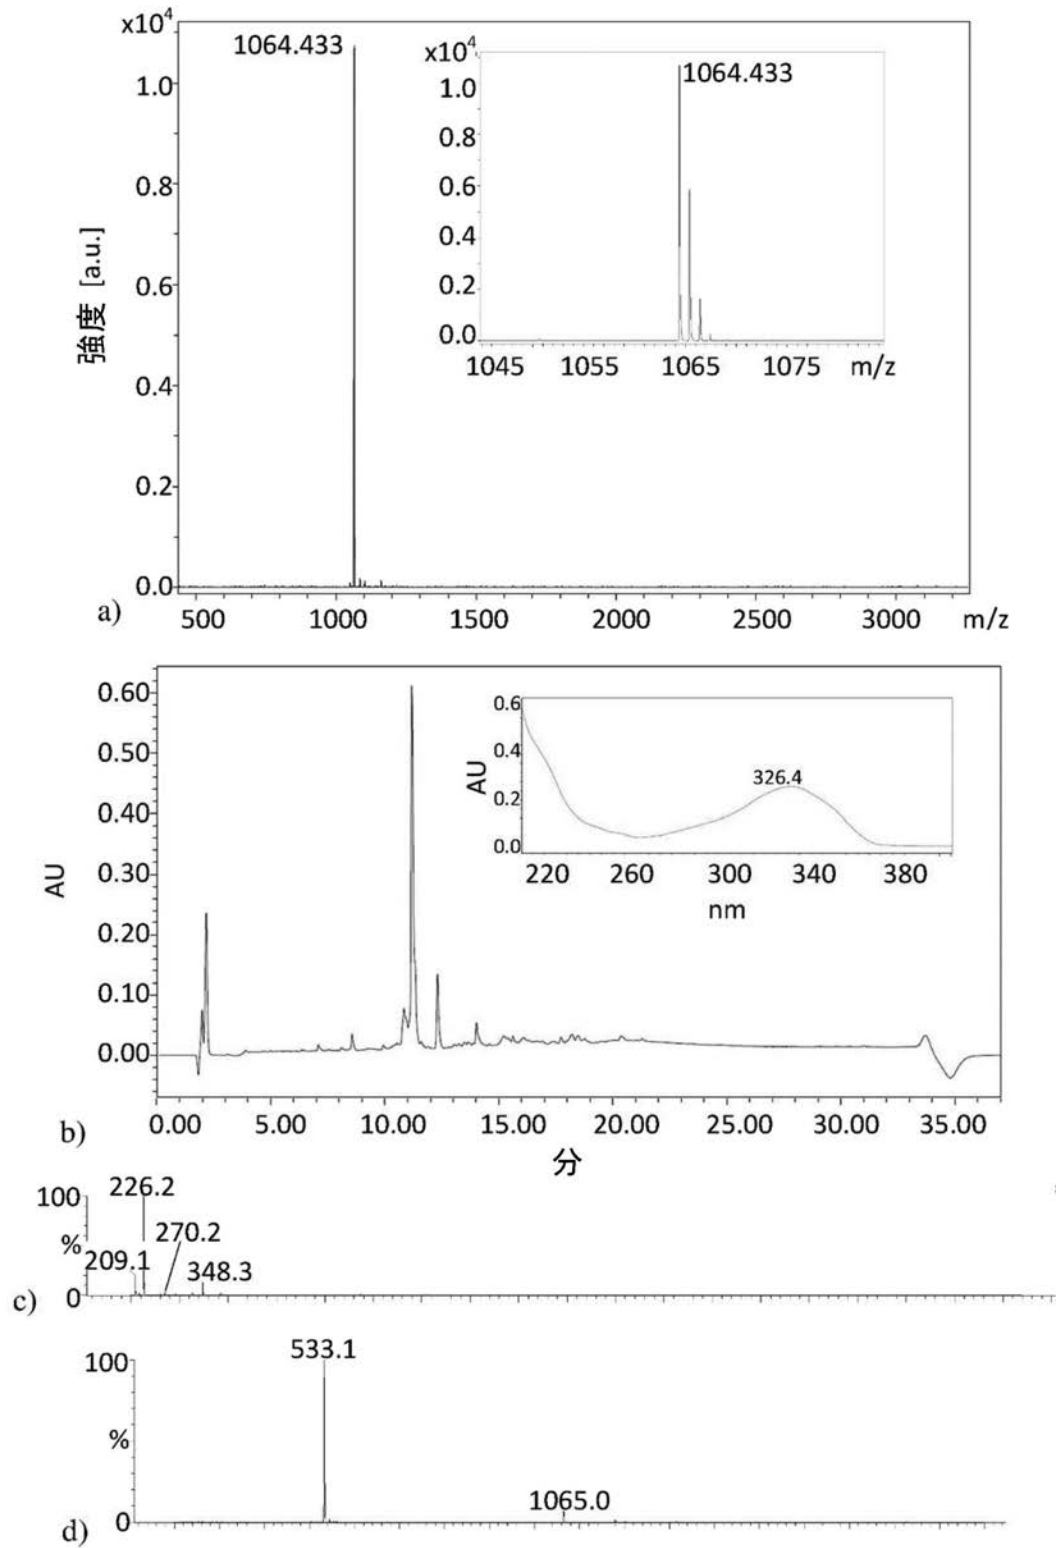 x10⁴
1064.433
1.0
0.8
0.6
0.4
0.2
0.0
強度 [a.u.]
x10⁴
1064.433
1.0
0.8
0.6
0.4
0.2
0.0
1045 1055 1065 1075 m/z
a)
500 1000 1500 2000 2500 3000 m/z
0.60
0.50
0.40
0.30
0.20
0.10
0.00
AU
0.6
0.4
0.2
0.0
AU
326.4
220 260 300 340 380
nm
b)
0.00 5.00 10.00 15.00 20.00 25.00 30.00 35.00
分
100
226.2
%
270.2
209.1
348.3
c) 0
533.1
100
%
1065.0
d) 0